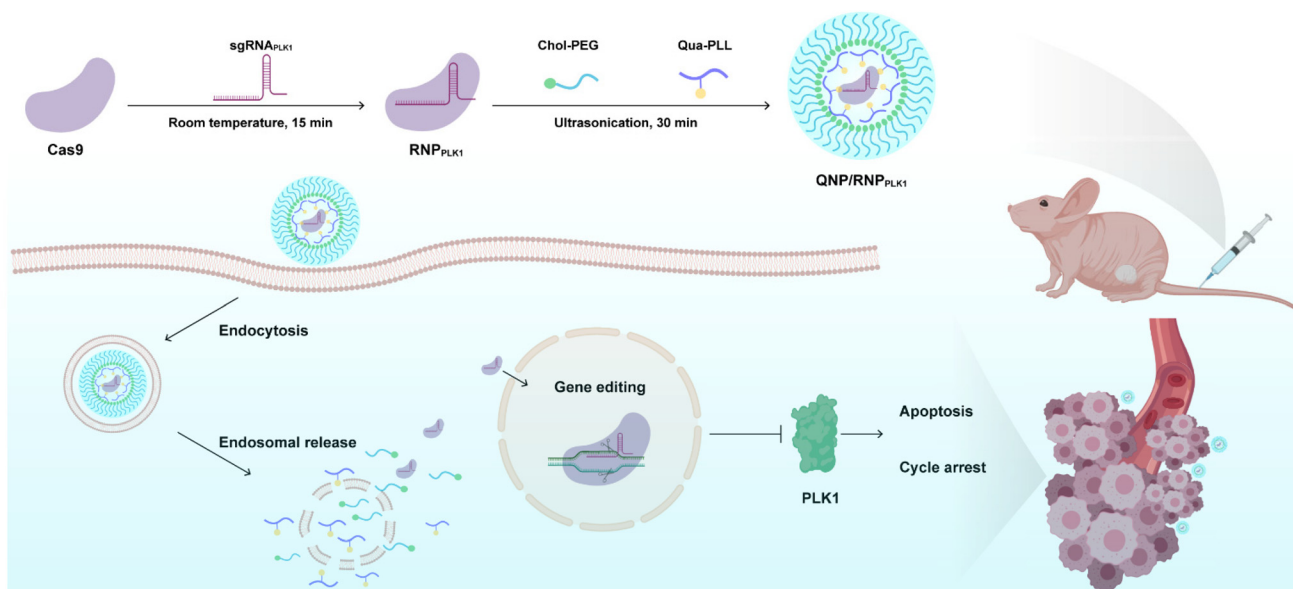 sgRNAPLK1
Chol-PEG
Qua-PLL
Room temperature, 15 min
Ultrasonication, 30 min
Cas9
RNPPLK1
QNP/RNPPLK1
Endocytosis
Gene editing
Endosomal release
Apoptosis
Cycle arrest
PLK1